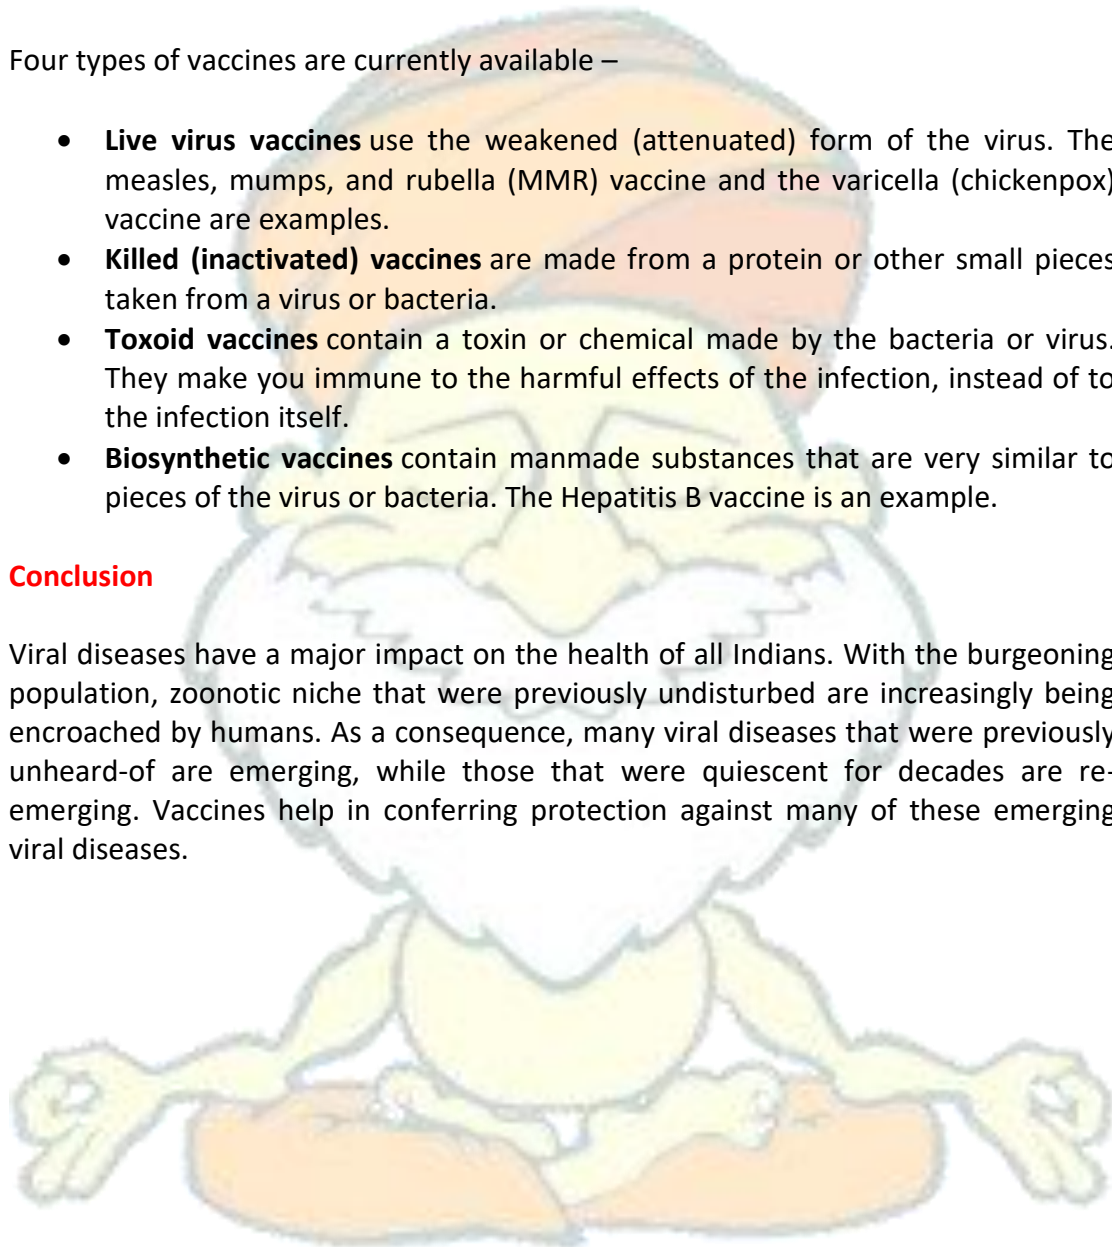 Four types of vaccines are currently available –
• Live virus vaccines use the weakened (attenuated) form of the virus. The
measles, mumps, and rubella (MMR) vaccine and the varicella (chickenpox)
vaccine are examples.
• Killed (inactivated) vaccines are made from a protein or other small pieces
taken from a virus or bacteria.
• Toxoid vaccines contain a toxin or chemical made by the bacteria or virus.
They make you immune to the harmful effects of the infection, instead of to
the infection itself.
• Biosynthetic vaccines contain manmade substances that are very similar to
pieces of the virus or bacteria. The Hepatitis B vaccine is an example.
Conclusion
Viral diseases have a major impact on the health of all Indians. With the burgeoning
population, zoonotic niche that were previously undisturbed are increasingly being
encroached by humans. As a consequence, many viral diseases that were previously
unheard-of are emerging, while those that were quiescent for decades are re-
emerging. Vaccines help in conferring protection against many of these emerging
viral diseases.